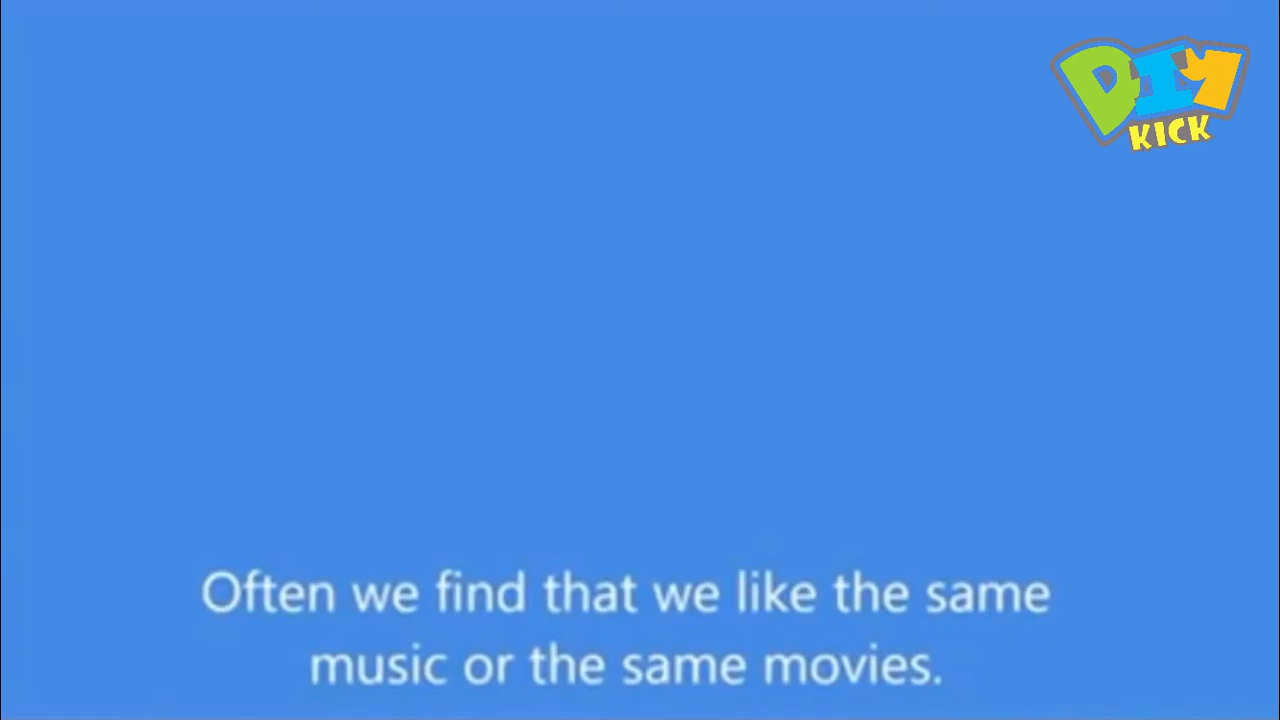 DIY
KICK
Often we find that we like the same
music or the same movies.